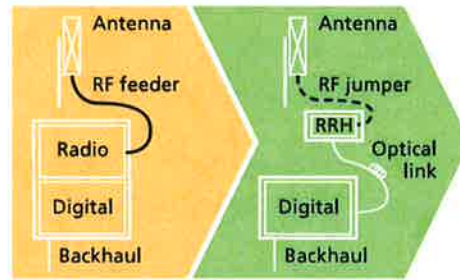 Antenna
RF feeder
Radio
Digital
Backhaul
Antenna
RF jumper
RRH
Optical
link
Digital
Backhaul